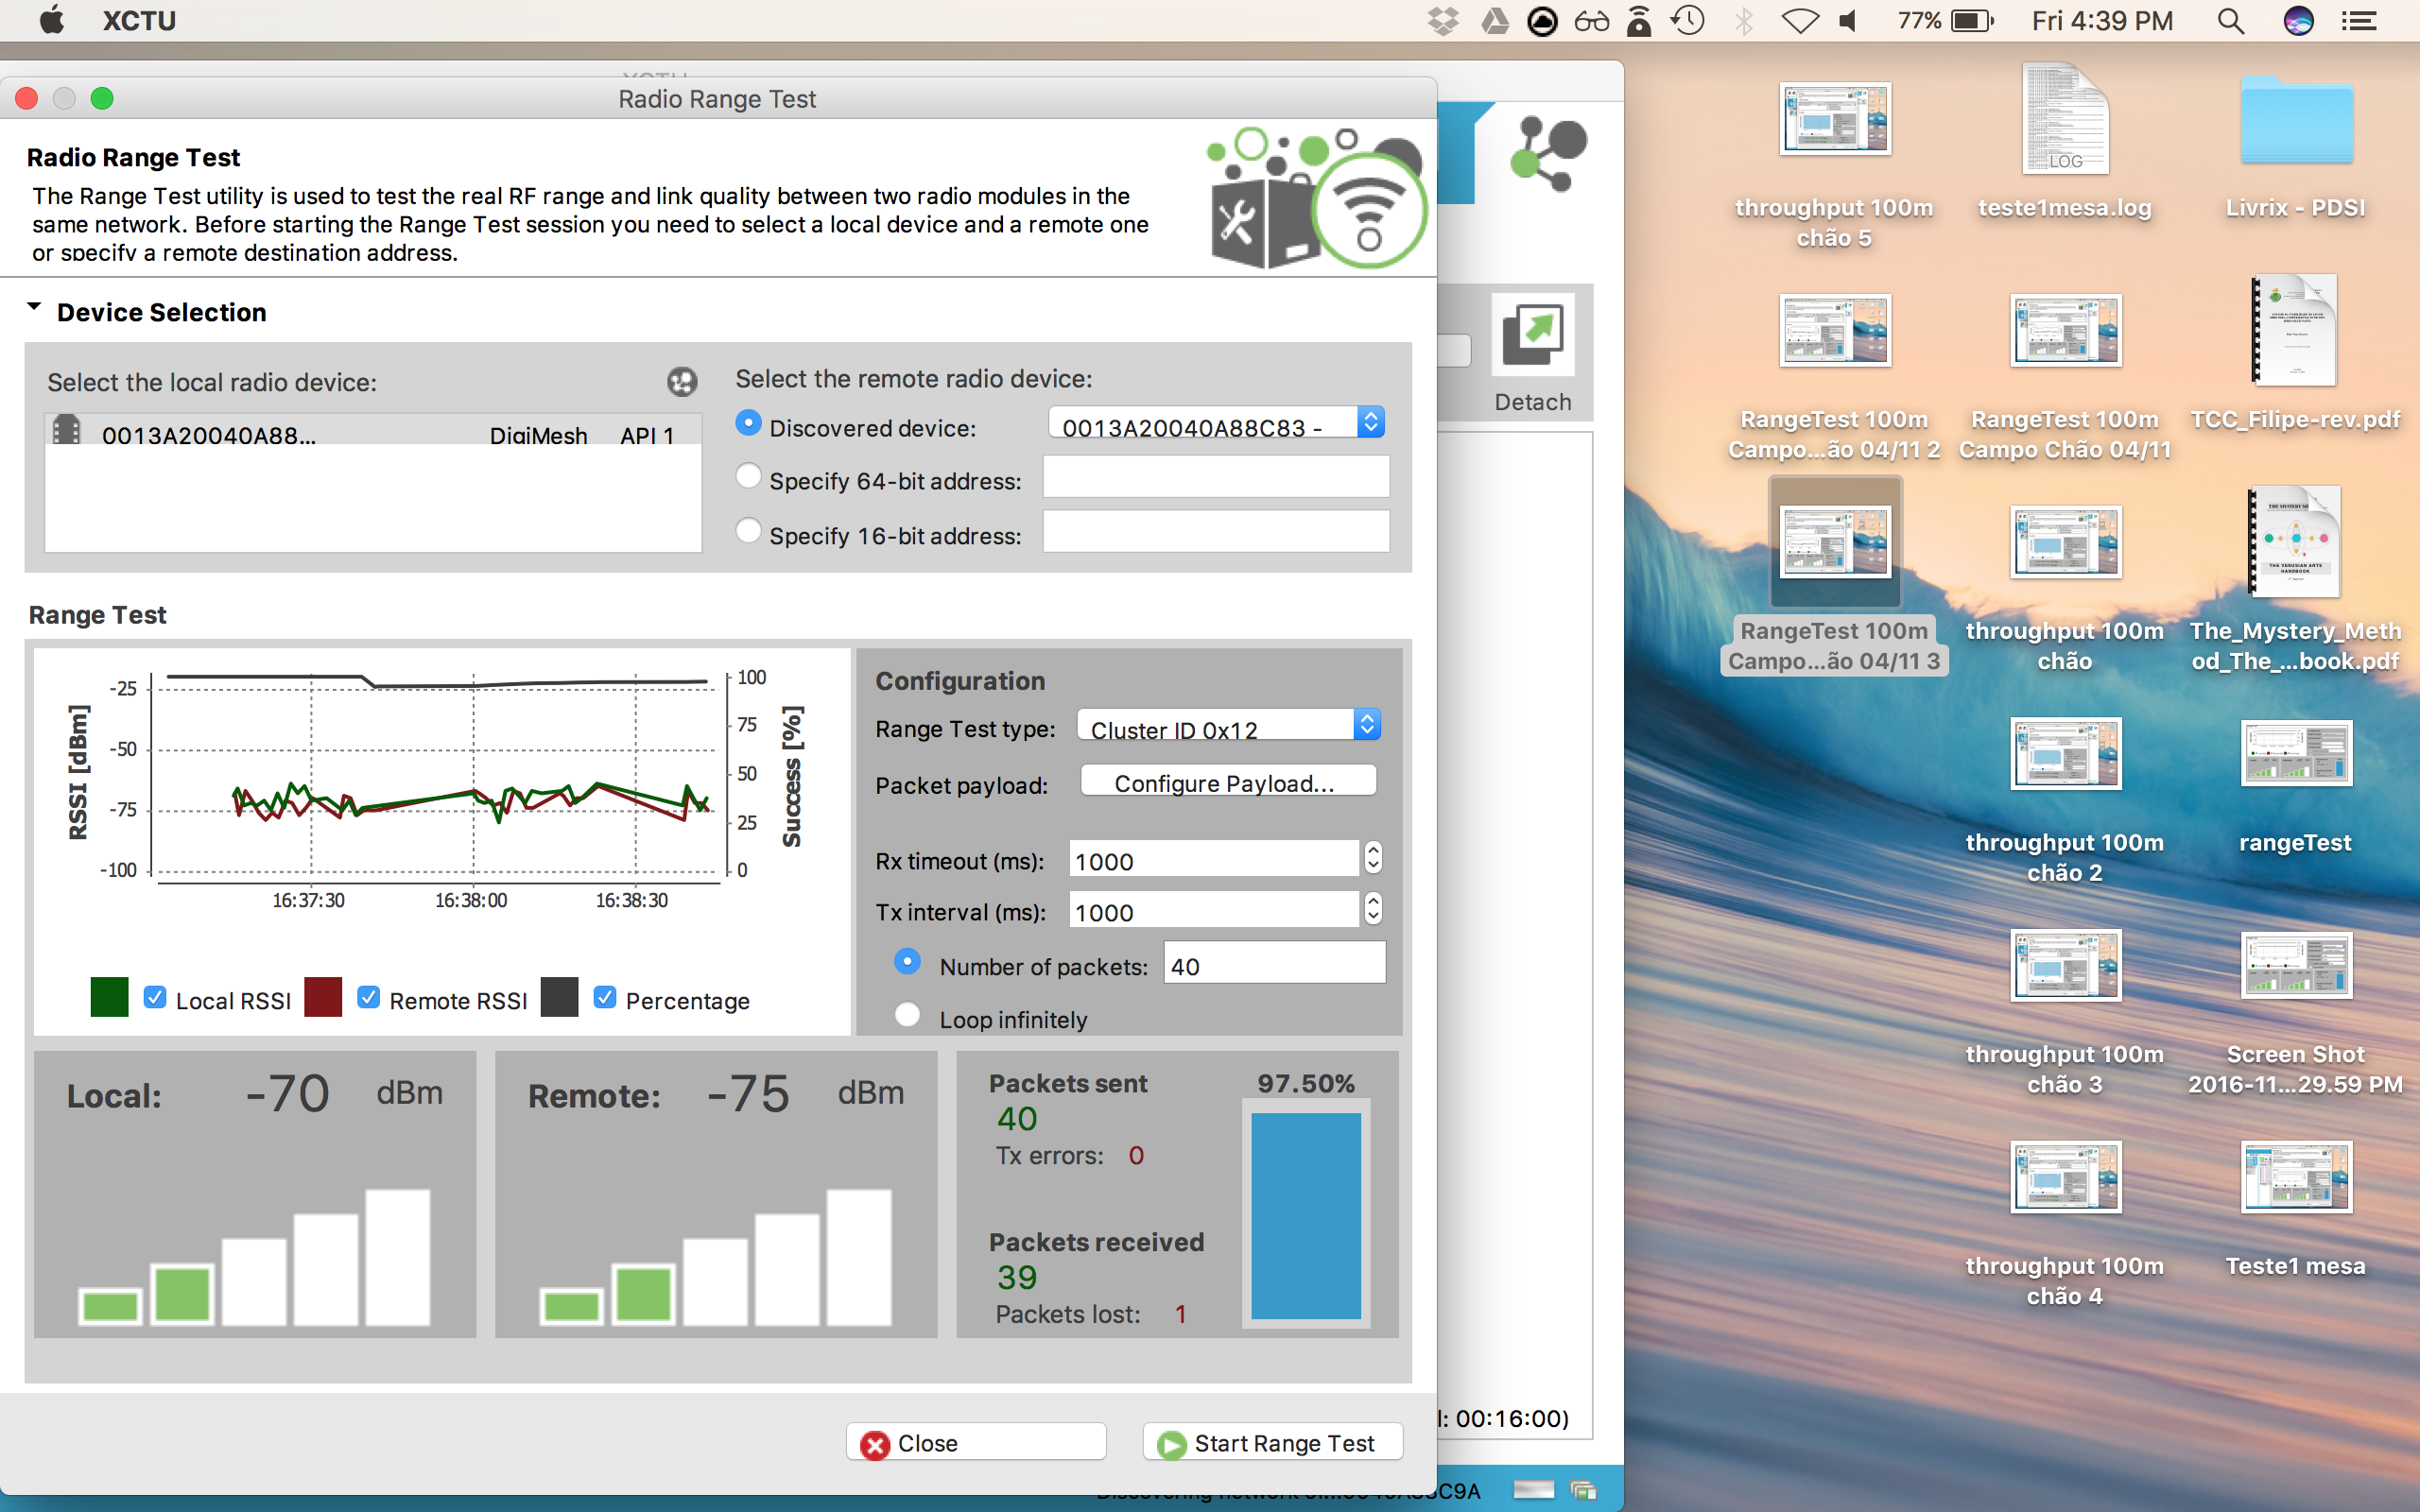 XCTU
77%
Fri 4:39 PM
XCTU
Radio Range Test
Radio Range Test
The Range Test utility is used to test the real RF range and link quality between two radio modules in the
same network. Before starting the Range Test session you need to select a local device and a remote one
or specify a remote destination address.
Device Selection
Select the local radio device:
0013A20040A88... DigiMesh API 1
Select the remote radio device:
Discovered device:
0013A20040A88C83 -
Specify 64-bit address:
Specify 16-bit address:
Detach
Range Test
RSSI [dBm]
-25
-50
-75
-100
100
75
50
25
0
Success [%]
16:37:30
16:38:00
16:38:30
Local RSSI
Remote RSSI
Percentage
Configuration
Range Test type:
Cluster ID 0x12
Packet payload:
Configure Payload...
Rx timeout (ms):
1000
Tx interval (ms):
1000
Number of packets:
40
Loop infinitely
Local: -70 dBm
Remote: -75 dBm
Packets sent
40
Tx errors: 0
Packets received
39
Packets lost: 1
97.50%
Close
Start Range Test
l: 00:16:00)
C9A
throughput 100m
chão 5
LOG
teste1mesa.log
Livrix - PDSI
RangeTest 100m
Campo...ão 04/11 2
RangeTest 100m
Campo Chão 04/11
TCC_Filipe-rev.pdf
RangeTest 100m
Campo...ão 04/11 3
throughput 100m
chão
THE VENUSIAN ARTS
HANDBOOK
The_Mystery_Meth
od_The_...book.pdf
throughput 100m
chão 2
rangeTest
throughput 100m
chão 3
Screen Shot
2016-11...29.59 PM
throughput 100m
chão 4
Teste1 mesa